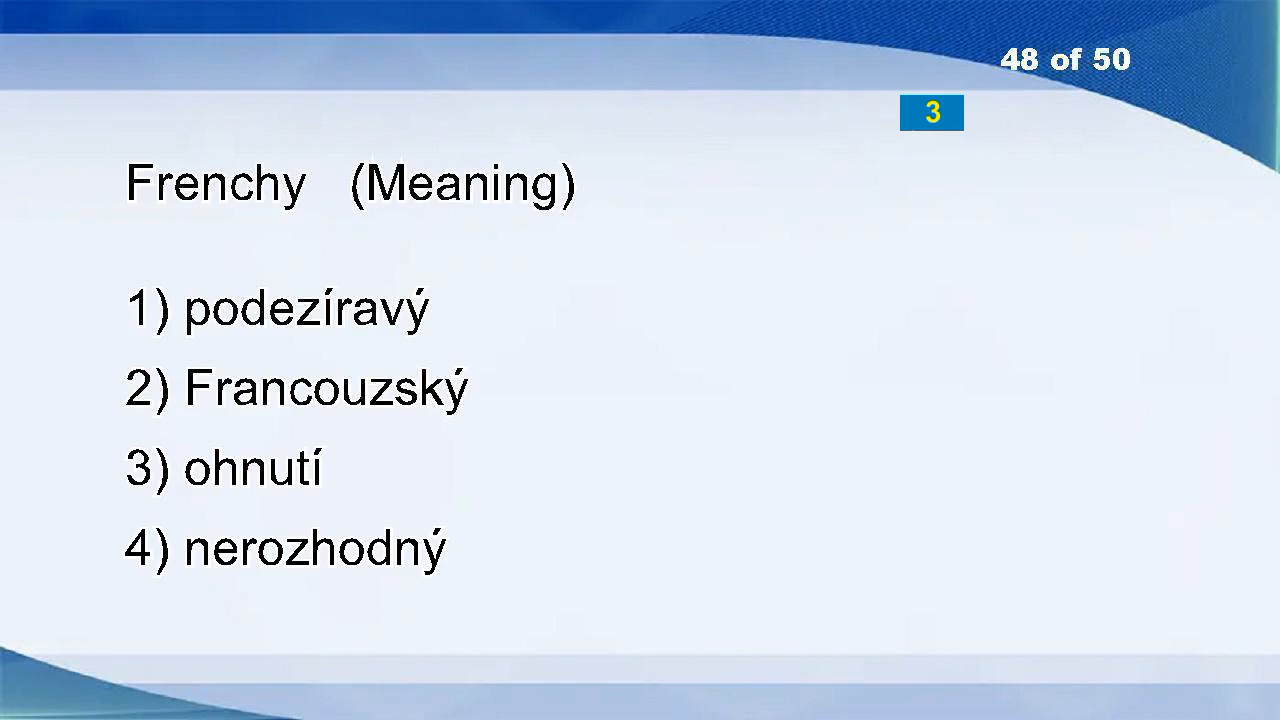 48 of 50
3
Frenchy (Meaning)
1) podezíravý
2) Francouzský
3) ohnutí
4) nerozhodný